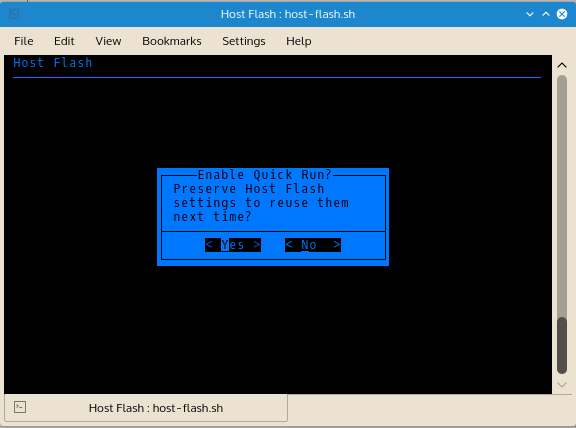 Host Flash : host-flash.sh
File Edit View Bookmarks Settings Help
Host Flash
Enable Quick Run?
Preserve Host Flash
settings to reuse them
next time?
< Yes > < No >
Host Flash : host-flash.sh